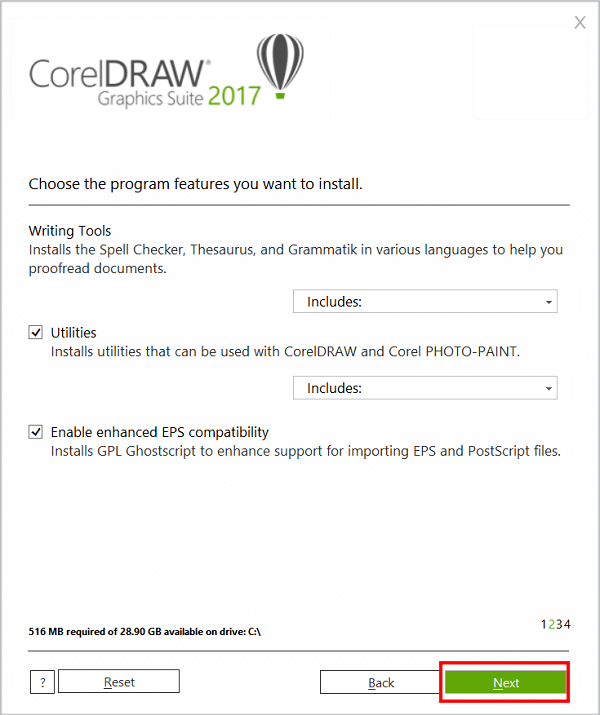 X
CorelDRAW®
Graphics Suite 2017
Choose the program features you want to install.
Writing Tools
Installs the Spell Checker, Thesaurus, and Grammatik in various languages to help you
proofread documents.
Includes:
Utilities
Installs utilities that can be used with CorelDRAW and Corel PHOTO-PAINT.
Includes:
Enable enhanced EPS compatibility
Installs GPL Ghostscript to enhance support for importing EPS and PostScript files.
1234
516 MB required of 28.90 GB available on drive: C:\
? Reset Back Next